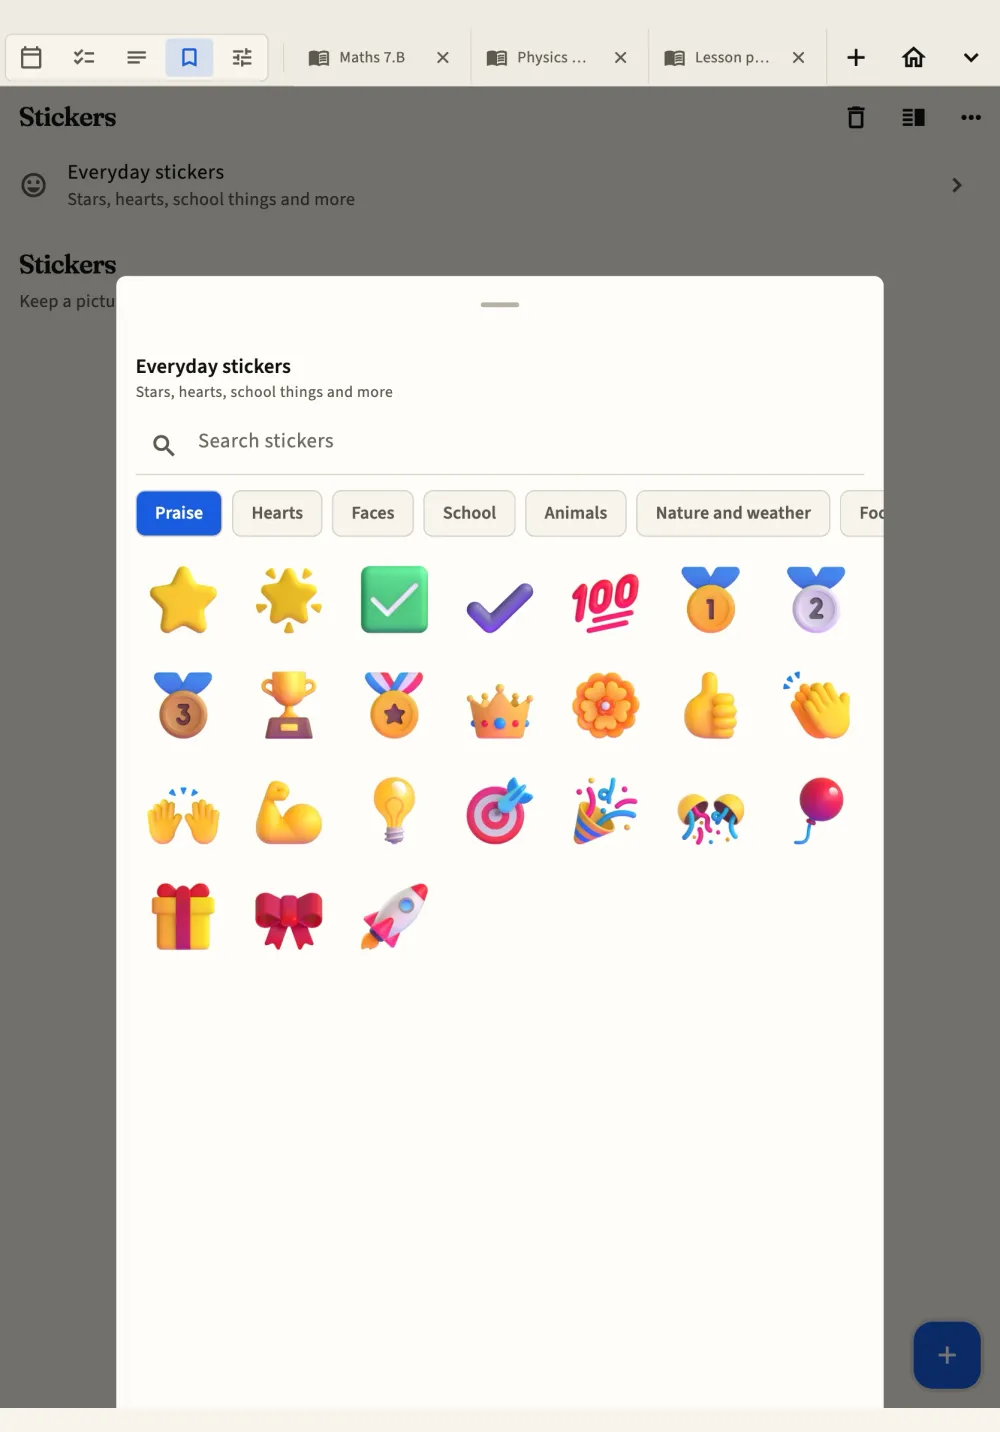 Maths 7.B
Physics ...
Lesson p...
Stickers
Everyday stickers
Stars, hearts, school things and more
Stickers
Keep a pictu
Everyday stickers
Stars, hearts, school things and more
Search stickers
Praise
Hearts
Faces
School
Animals
Nature and weather
Foo
100
1
2
3